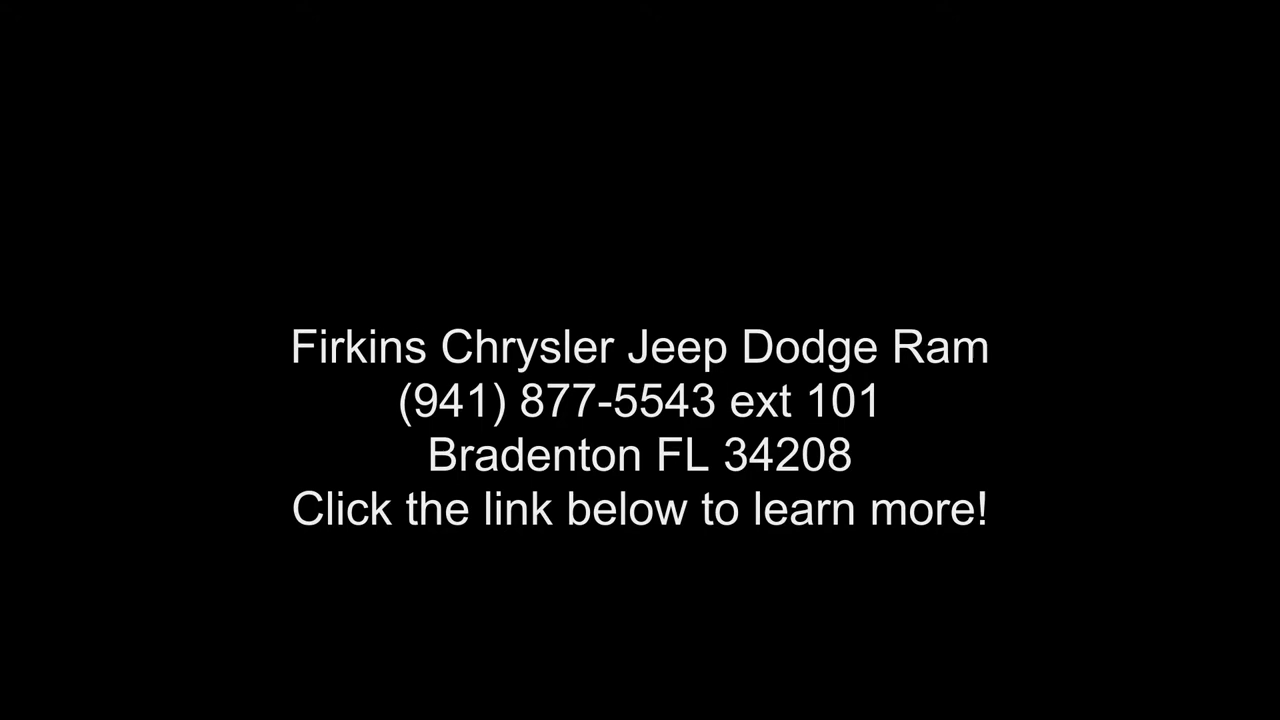 Firkins Chrysler Jeep Dodge Ram
(941) 877-5543 ext 101
Bradenton FL 34208
Click the link below to learn more!